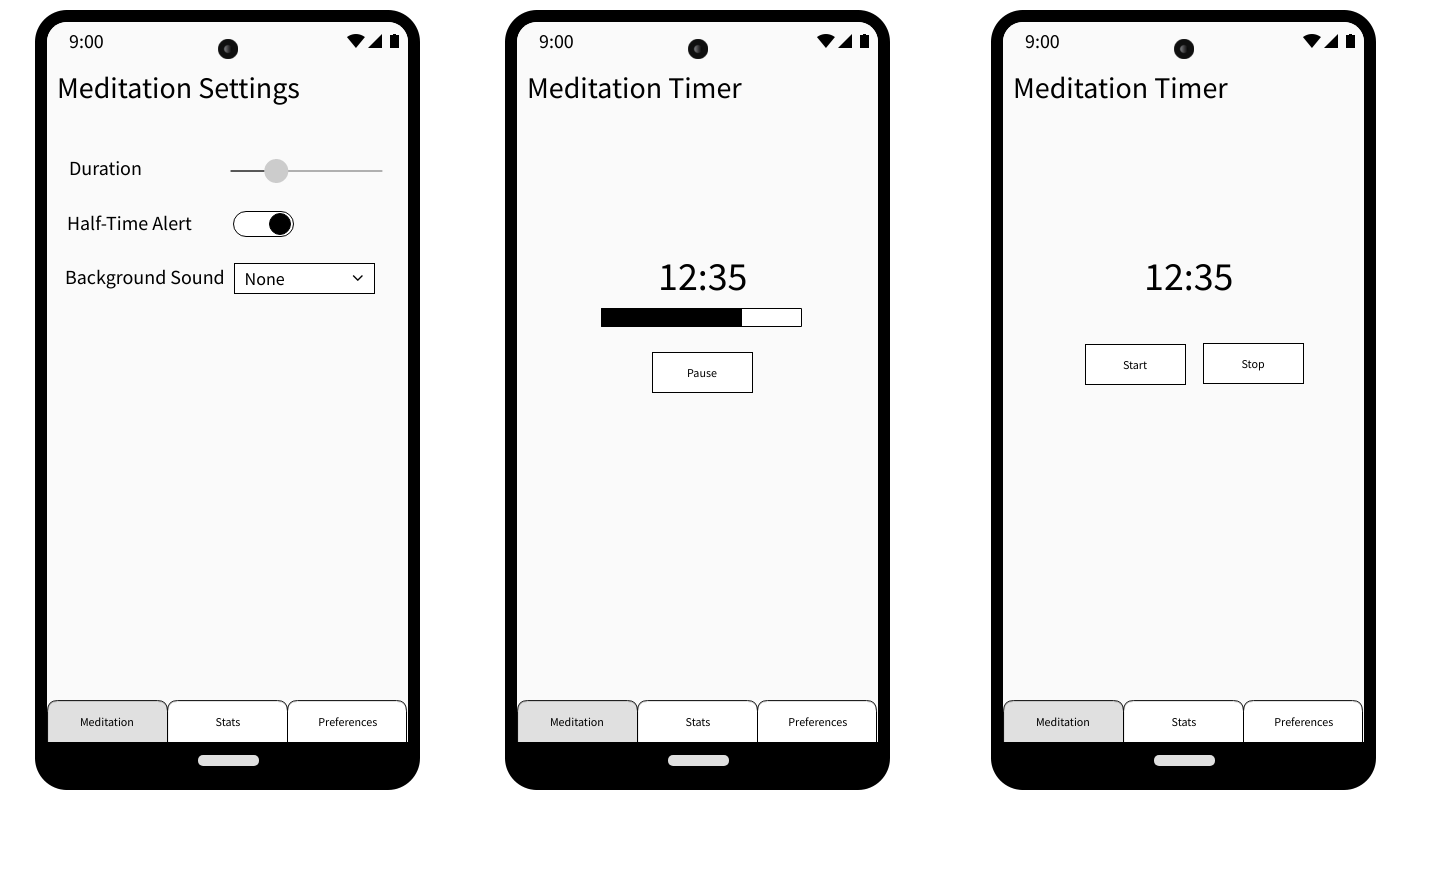 9:00
Meditation Settings
Duration
Half-Time Alert
Background Sound
None
Meditation
Stats
Preferences
9:00
Meditation Timer
12:35
Pause
Meditation
Stats
Preferences
9:00
Meditation Timer
12:35
Start
Stop
Meditation
Stats
Preferences